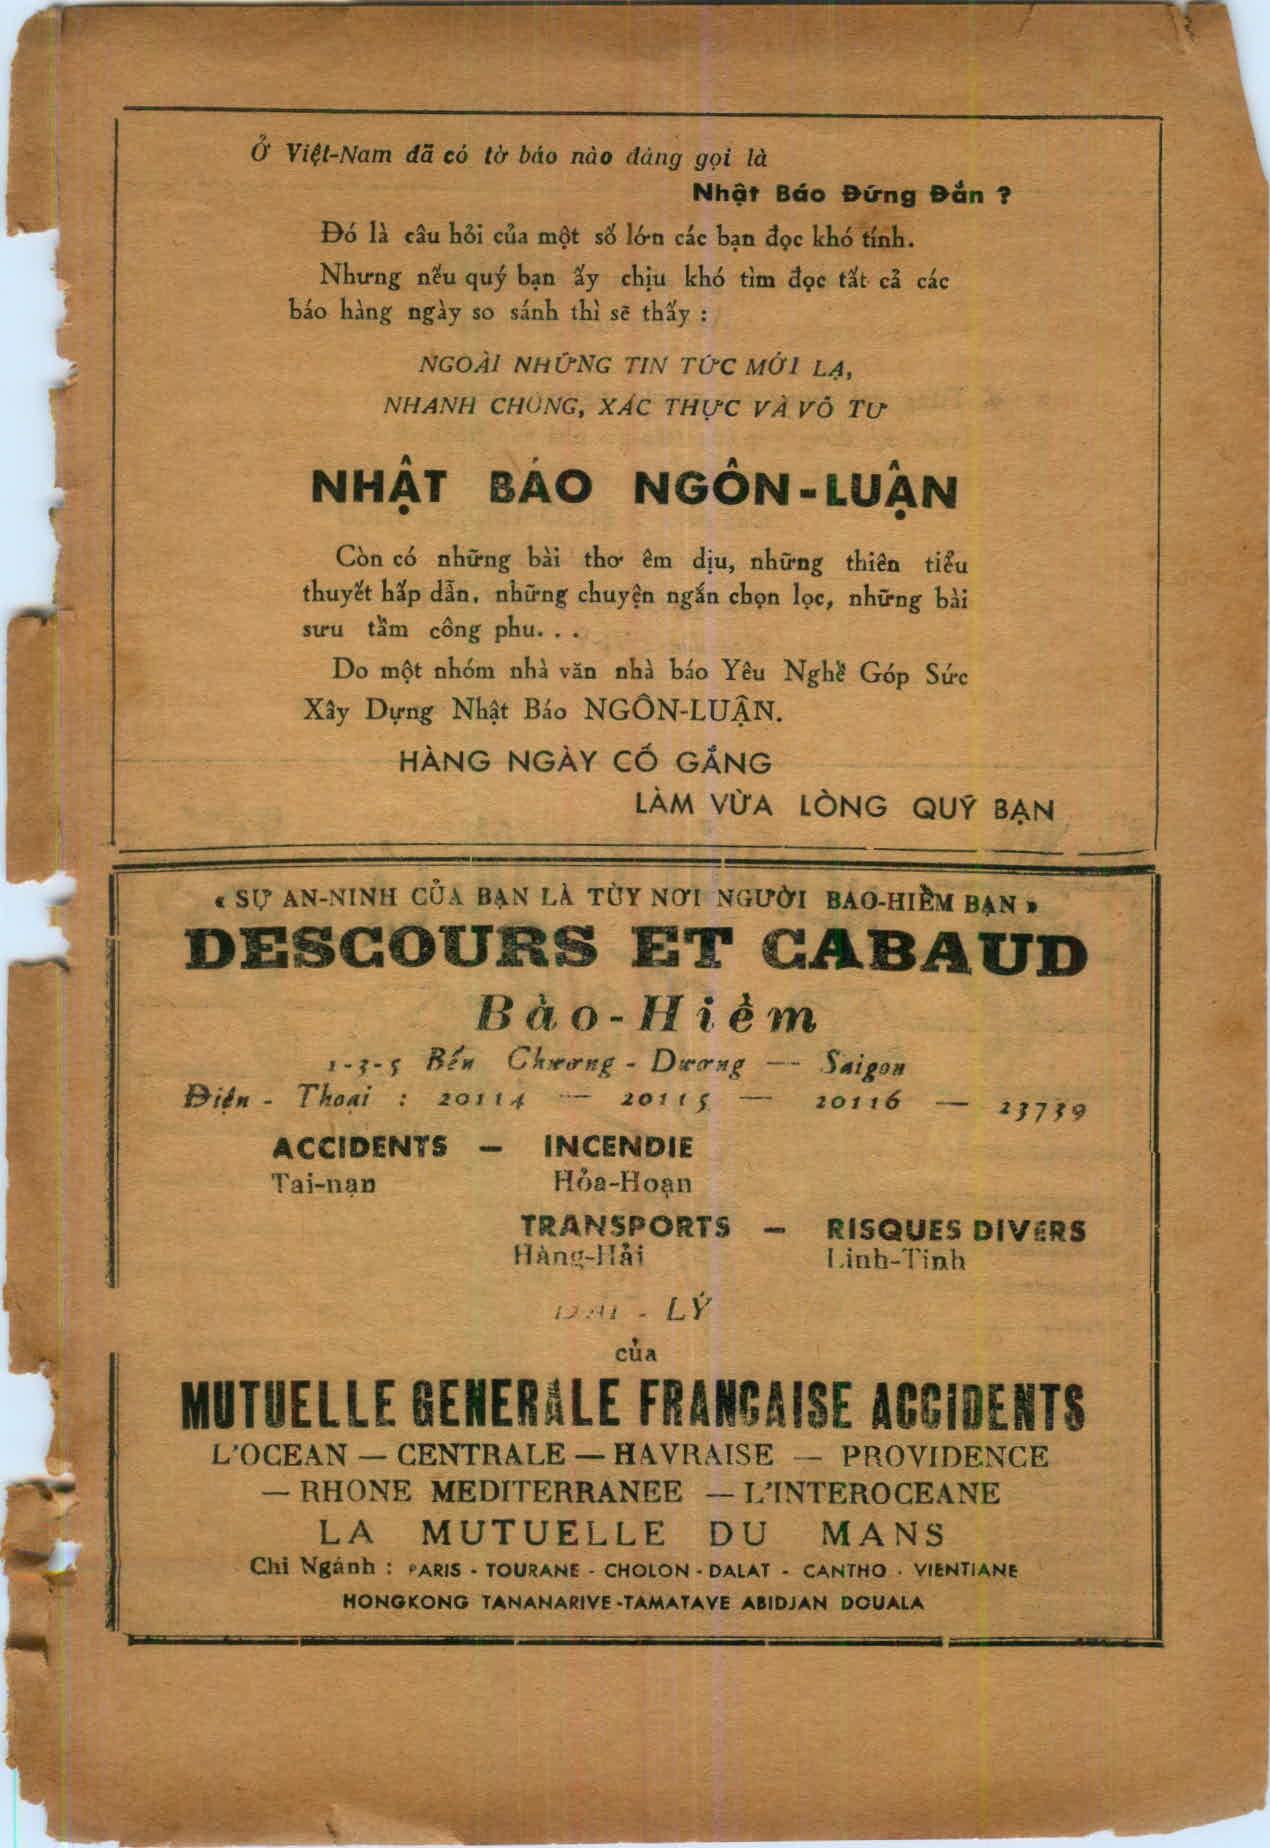 Ở Việt-Nam đã có tờ báo nào đáng gọi là
Nhật Báo Đứng Đắn ?
Đó là câu hỏi của một số lớn các bạn đọc khó tính.
Nhưng nếu quý bạn ấy chịu khó tìm đọc tất cả các
báo hàng ngày so sánh thì sẽ thấy :
NGOÀI NHỮNG TIN TỨC MỚI LẠ,
NHANH CHÓNG, XÁC THỰC VÀ VÔ TƯ
NHẬT BÁO NGÔN-LUẬN
Còn có những bài thơ êm dịu, những thiên tiểu
thuyết hấp dẫn, những chuyện ngắn chọn lọc, những bài
sưu tầm công phu. . .
Do một nhóm nhà văn nhà báo Yêu Nghề Góp Sức
Xây Dựng Nhật Báo NGÔN-LUẬN.
HÀNG NGÀY CỐ GẮNG
LÀM VỪA LÒNG QUÝ BẠN
« SỰ AN-NINH CỦA BẠN LÀ TÙY NƠI NGƯỜI BAO-HIỂM BẠN »
DESCOURS ET CABAUD
Bảo-Hiểm
1-3-5 Bến Chương-Dương — Saigon
Điện - Thoại : 20114 — 20115 — 20116 — 23739
ACCIDENTS – INCENDIE
Tai-nạn Hỏa-Hoạn
TRANSPORTS – RISQUES DIVERS
Hàng-Hải Linh-Tinh
ĐẠI - LÝ
của
MUTUELLE GENERALE FRANCAISE ACCIDENTS
L'OCEAN — CENTRALE — HAVRAISE — PROVIDENCE
— RHONE MEDITERRANEE — L'INTEROCEANE
LA MUTUELLE DU MANS
Chi Ngánh : PARIS - TOURANE - CHOLON - DALAT - CANTHO - VIENTIANE
HONGKONG TANANARIVE -TAMATAVE ABIDJAN DOUALA